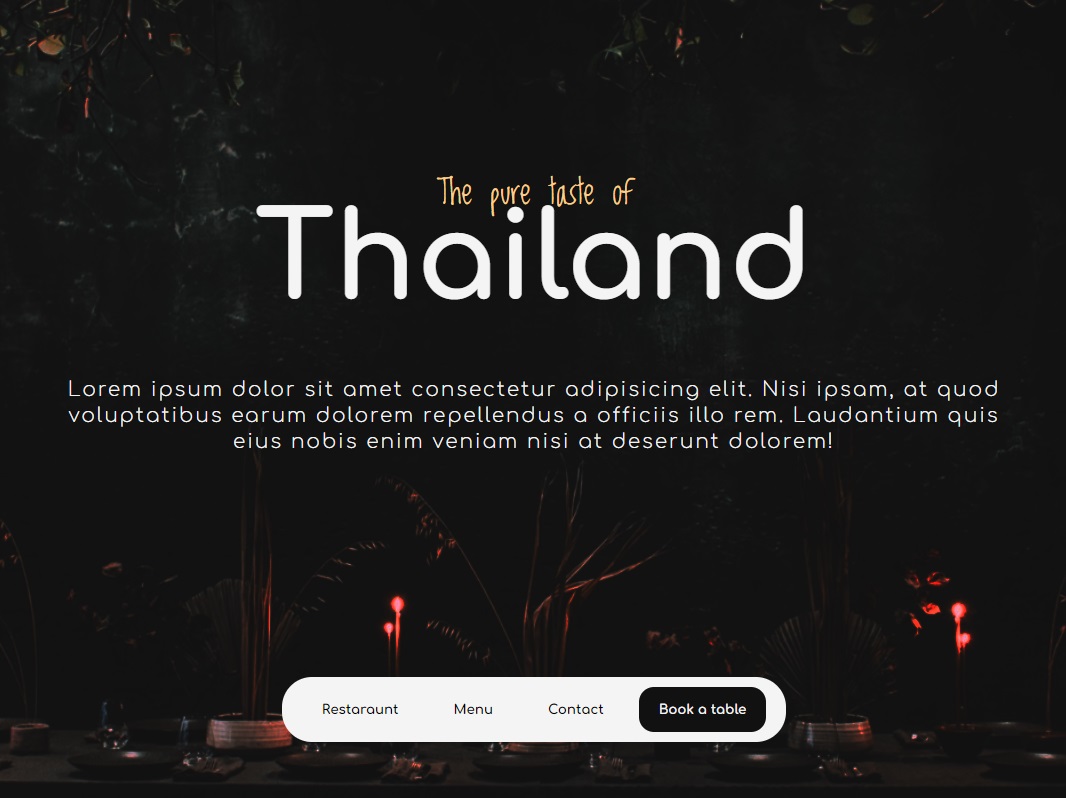 The pure taste of
Thailand
Lorem ipsum dolor sit amet consectetur adipisicing elit. Nisi ipsam, at quod
voluptatibus earum dolorem repellendus a officiis illo rem. Laudantium quis
eius nobis enim veniam nisi at deserunt dolorem!
Restaraunt Menu Contact Book a table